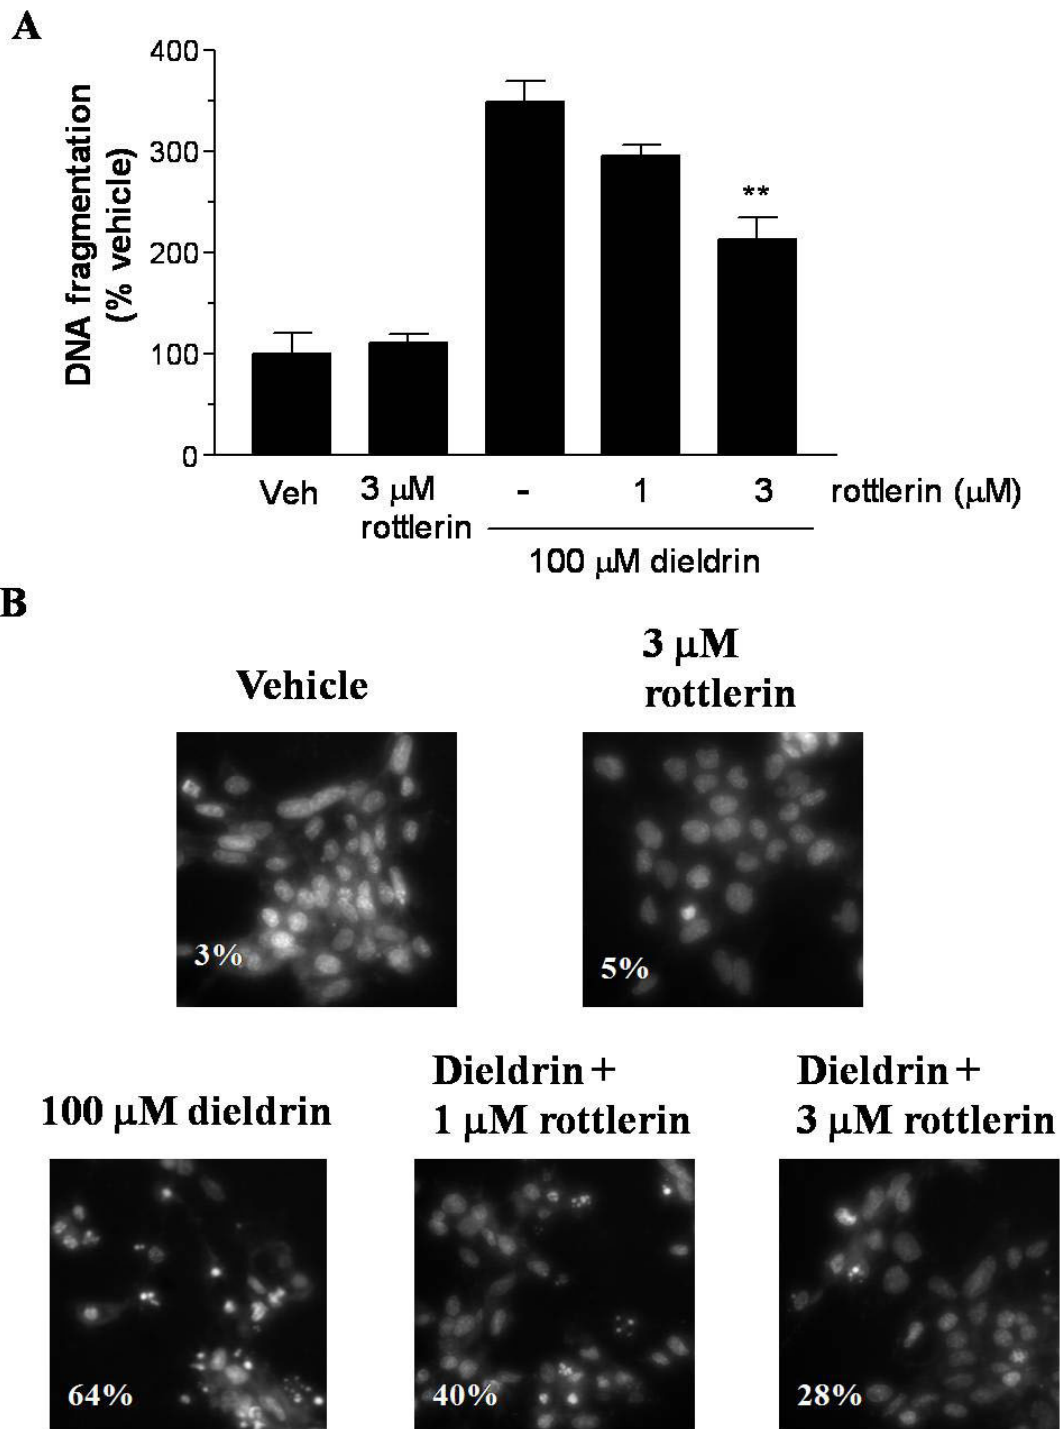 A
DNA fragmentation
(% vehicle)
400
300
200
100
0
**
Veh
3 μM
rottlerin
-
1
3
rottlerin (μM)
100 μM dieldrin
B
Vehicle
3 μM
rottlerin
3%
5%
100 μM dieldrin
Dieldrin +
1 μM rottlerin
Dieldrin +
3 μM rottlerin
64%
40%
28%